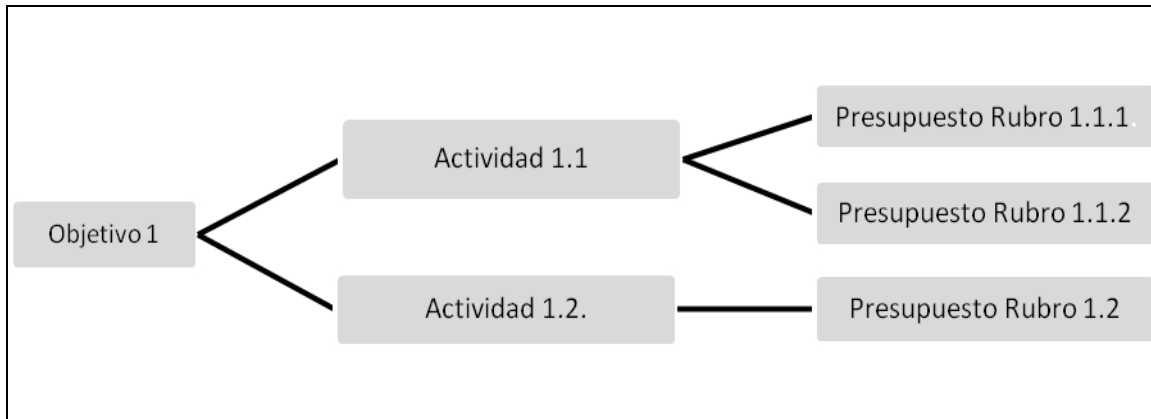 Objetivo 1
Actividad 1.1
Actividad 1.2.
Presupuesto Rubro 1.1.1.
Presupuesto Rubro 1.1.2
Presupuesto Rubro 1.2